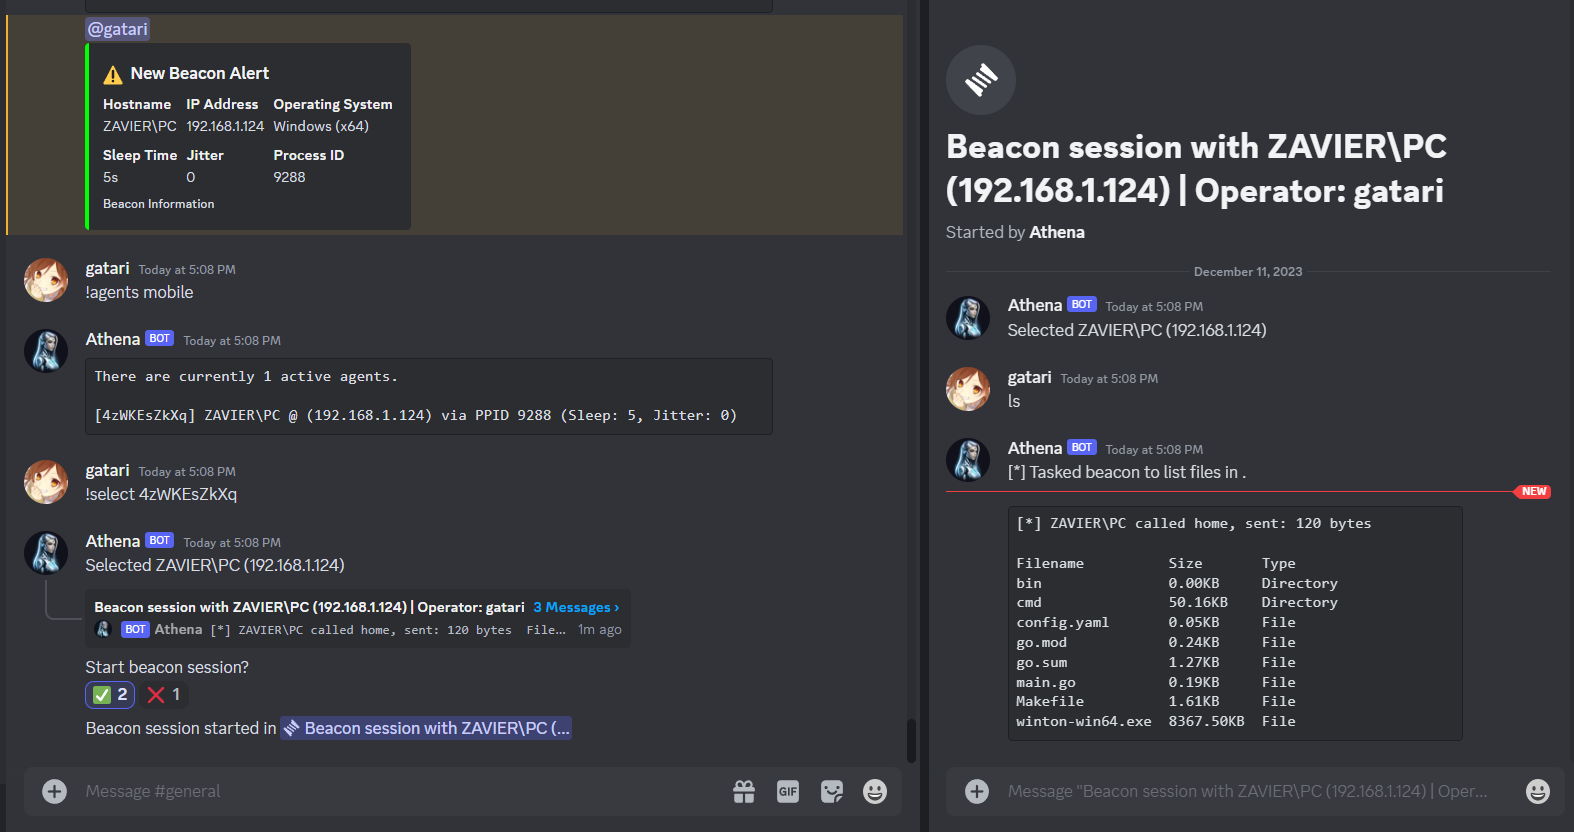 @gatari
New Beacon Alert
Hostname IP Address Operating System
ZAVIER\PC 192.168.1.124 Windows (x64)
Sleep Time Jitter Process ID
5s 0 9288
Beacon Information
gatari Today at 5:08 PM
!agents mobile
Athena BOT Today at 5:08 PM
There are currently 1 active agents.
[4zWKEsZkXq] ZAVIER\PC @ (192.168.1.124) via PPID 9288 (Sleep: 5, Jitter: 0)
gatari Today at 5:08 PM
!select 4zWKEsZkXq
Athena BOT Today at 5:08 PM
Selected ZAVIER\PC (192.168.1.124)
Beacon session with ZAVIER\PC (192.168.1.124) | Operator: gatari 3 Messages ›
BOT Athena [*] ZAVIER\PC called home, sent: 120 bytes File... 1m ago
Start beacon session?
2 1
Beacon session started in Beacon session with ZAVIER\PC (...
Message #general
GIF
Beacon session with ZAVIER\PC
(192.168.1.124) | Operator: gatari
Started by Athena
December 11, 2023
Athena BOT Today at 5:08 PM
Selected ZAVIER\PC (192.168.1.124)
gatari Today at 5:08 PM
ls
Athena BOT Today at 5:08 PM
[*] Tasked beacon to list files in .
NEW
[*] ZAVIER\PC called home, sent: 120 bytes
Filename Size Type
bin 0.00KB Directory
cmd 50.16KB Directory
config.yaml 0.05KB File
go.mod 0.24KB File
go.sum 1.27KB File
main.go 0.19KB File
Makefile 1.61KB File
winton-win64.exe 8367.50KB File
Message "Beacon session with ZAVIER\PC (192.168.1.124) | Oper...